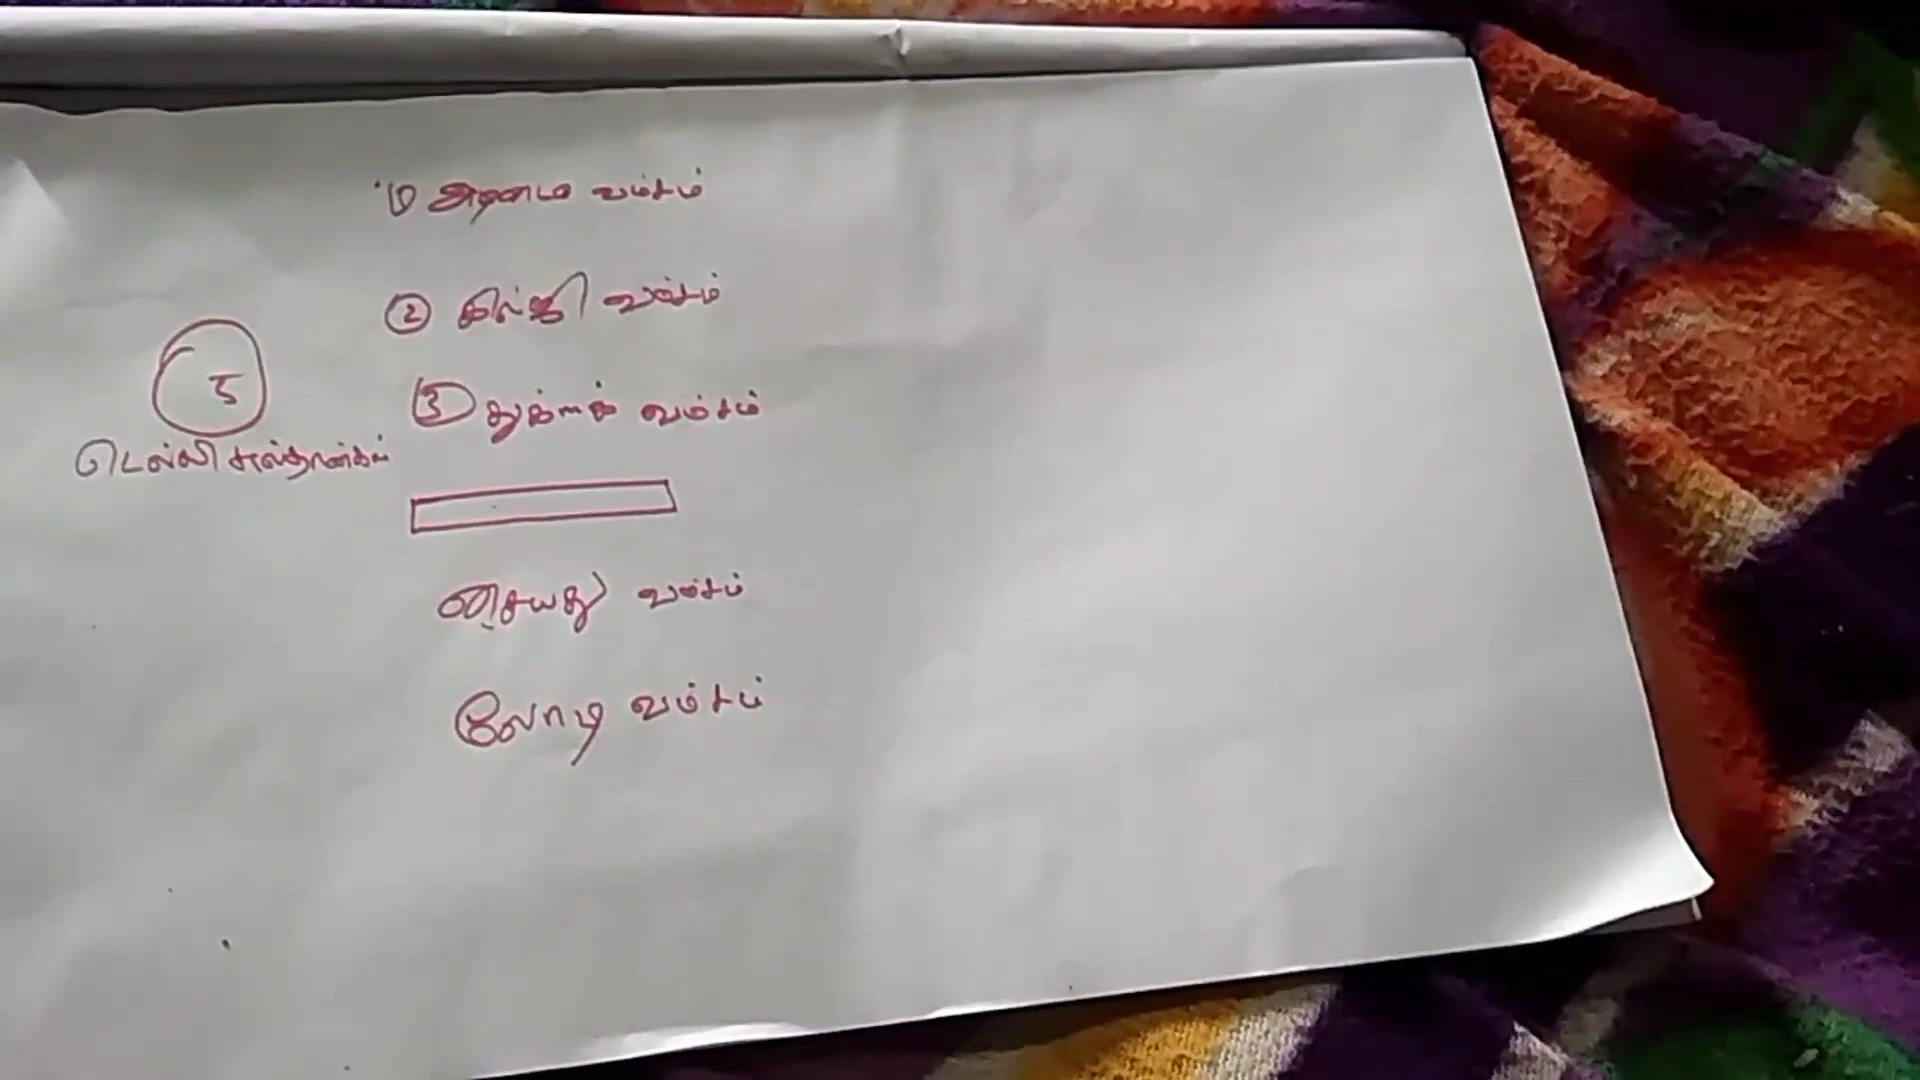 1) அடிமை வம்சம்
2 கில்ஜி வம்சம்
5
3 துக்ளக் வம்சம்
டெல்லி சுல்தான்கள்
சையது வம்சம்
லோடி வம்சம்